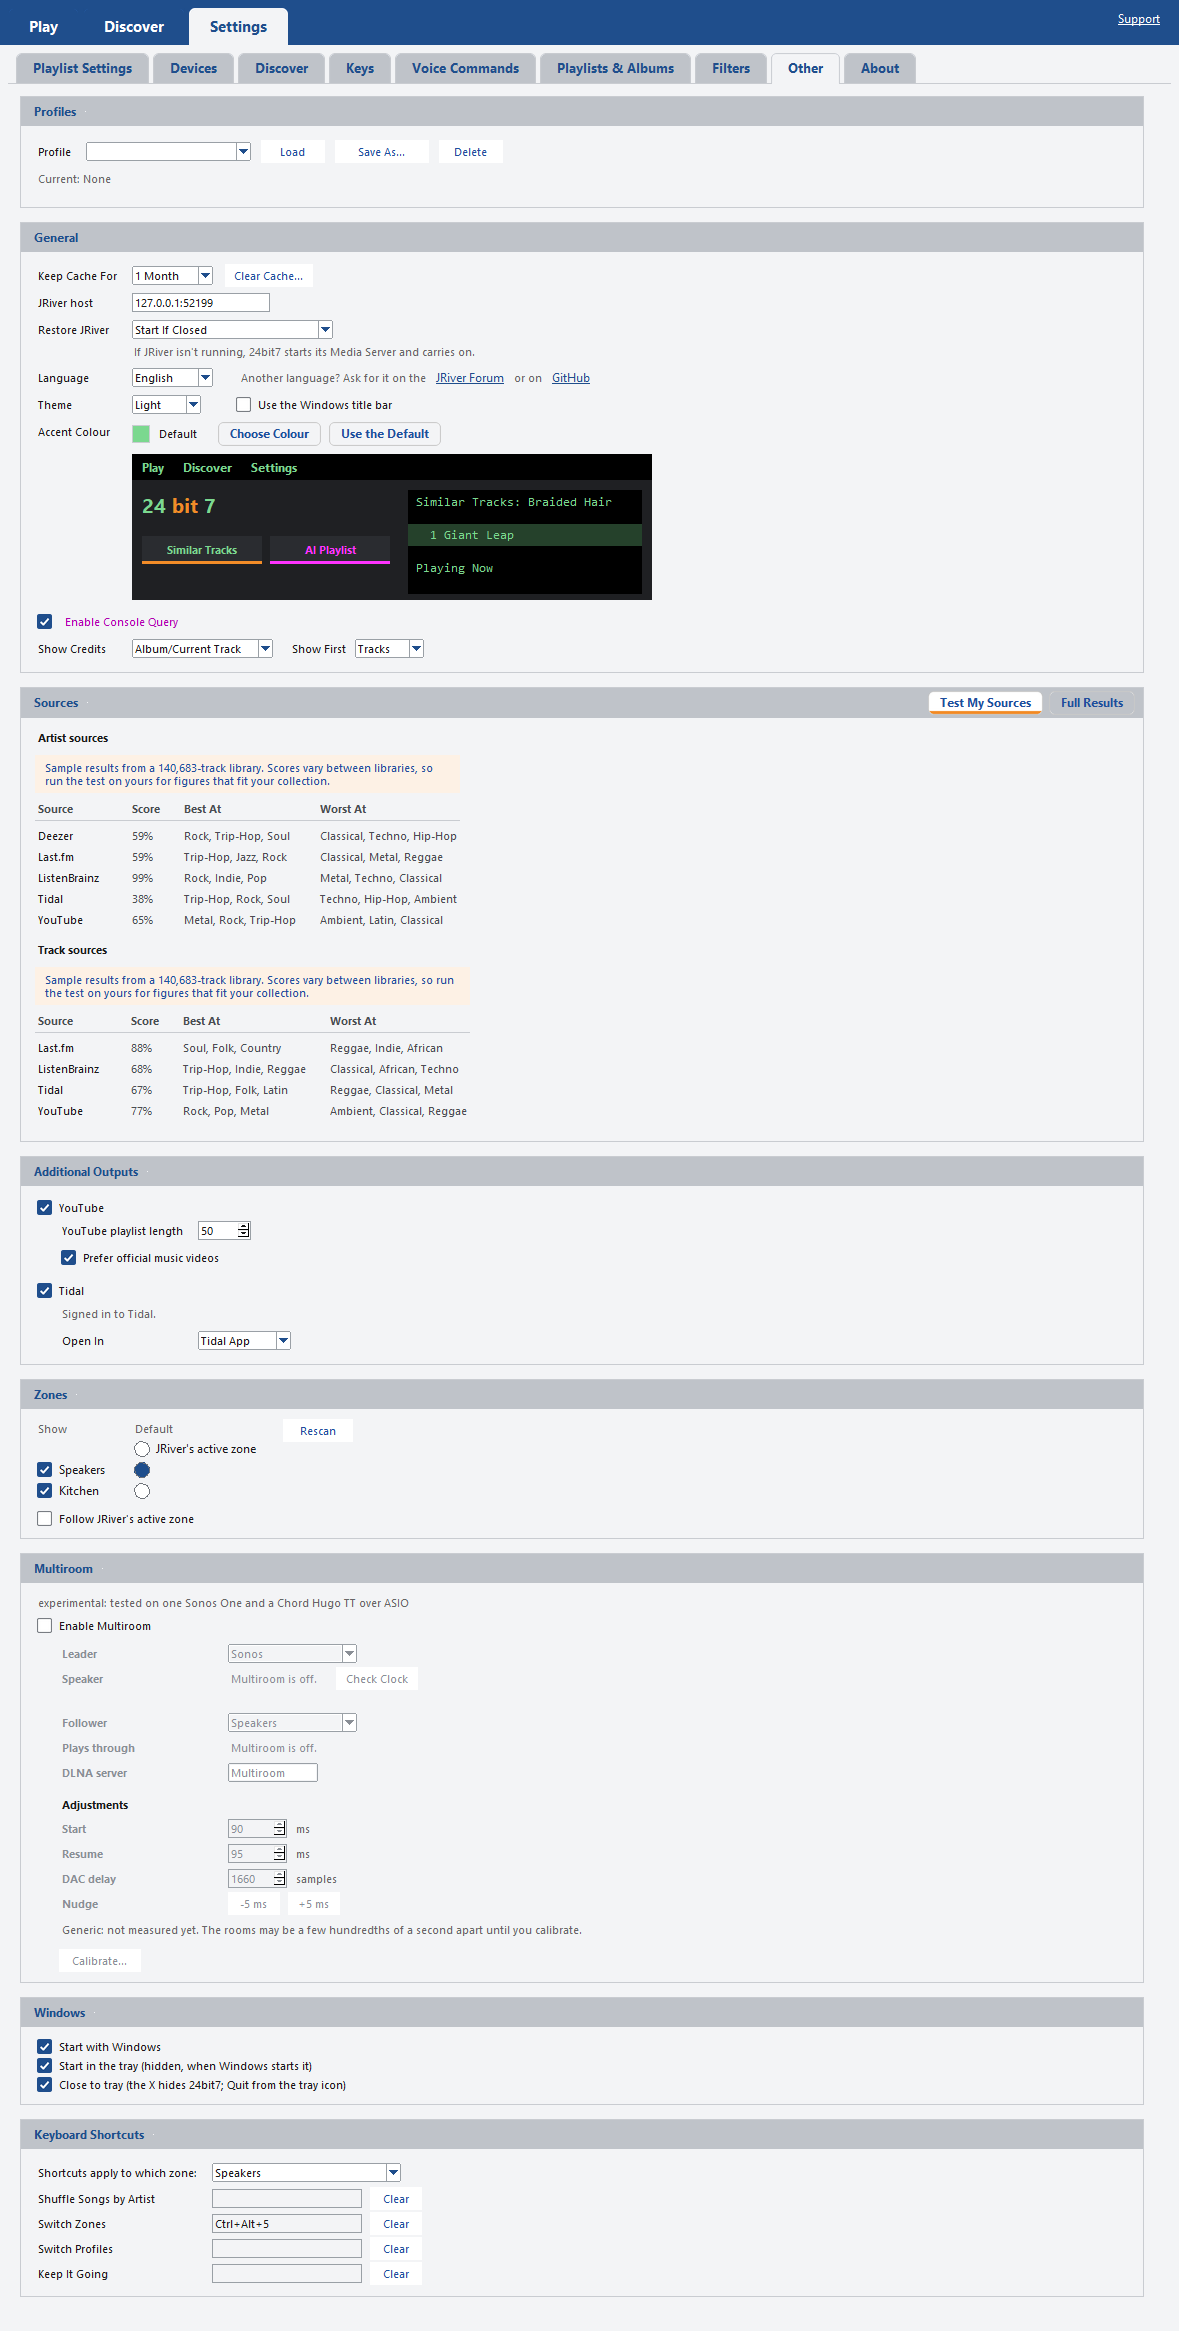 Play Discover Settings Support
Playlist Settings Devices Discover Keys Voice Commands Playlists & Albums Filters Other About
Profiles
Profile Load Save As... Delete
Current: None
General
Keep Cache For 1 Month Clear Cache...
JRiver host 127.0.0.1:52199
Restore JRiver Start If Closed
If JRiver isn't running, 24bit7 starts its Media Server and carries on.
Language English Another language? Ask for it on the JRiver Forum or on GitHub
Theme Light Use the Windows title bar
Accent Colour Default Choose Colour Use the Default
Play Discover Settings
24 bit 7
Similar Tracks AI Playlist
Similar Tracks: Braided Hair
1 Giant Leap
Playing Now
Enable Console Query
Show Credits Album/Current Track Show First Tracks
Sources Test My Sources Full Results
Artist sources
Sample results from a 140,683-track library. Scores vary between libraries, so
run the test on yours for figures that fit your collection.
Source Score Best At Worst At
Deezer 59% Rock, Trip-Hop, Soul Classical, Techno, Hip-Hop
Last.fm 59% Trip-Hop, Jazz, Rock Classical, Metal, Reggae
ListenBrainz 99% Rock, Indie, Pop Metal, Techno, Classical
Tidal 38% Trip-Hop, Rock, Soul Techno, Hip-Hop, Ambient
YouTube 65% Metal, Rock, Trip-Hop Ambient, Latin, Classical
Track sources
Sample results from a 140,683-track library. Scores vary between libraries, so run
the test on yours for figures that fit your collection.
Source Score Best At Worst At
Last.fm 88% Soul, Folk, Country Reggae, Indie, African
ListenBrainz 68% Trip-Hop, Indie, Reggae Classical, African, Techno
Tidal 67% Trip-Hop, Folk, Latin Reggae, Classical, Metal
YouTube 77% Rock, Pop, Metal Ambient, Classical, Reggae
Additional Outputs
YouTube
YouTube playlist length 50
Prefer official music videos
Tidal
Signed in to Tidal.
Open In Tidal App
Zones
Show Default Rescan
JRiver's active zone
Speakers
Kitchen
Follow JRiver's active zone
Multiroom
experimental: tested on one Sonos One and a Chord Hugo TT over ASIO
Enable Multiroom
Leader Sonos
Speaker Multiroom is off. Check Clock
Follower Speakers
Plays through Multiroom is off.
DLNA server Multiroom
Adjustments
Start 90 ms
Resume 95 ms
DAC delay 1660 samples
Nudge -5 ms +5 ms
Generic: not measured yet. The rooms may be a few hundredths of a second apart until you calibrate.
Calibrate...
Windows
Start with Windows
Start in the tray (hidden, when Windows starts it)
Close to tray (the X hides 24bit7; Quit from the tray icon)
Keyboard Shortcuts
Shortcuts apply to which zone: Speakers
Shuffle Songs by Artist Clear
Switch Zones Ctrl+Alt+5 Clear
Switch Profiles Clear
Keep It Going Clear